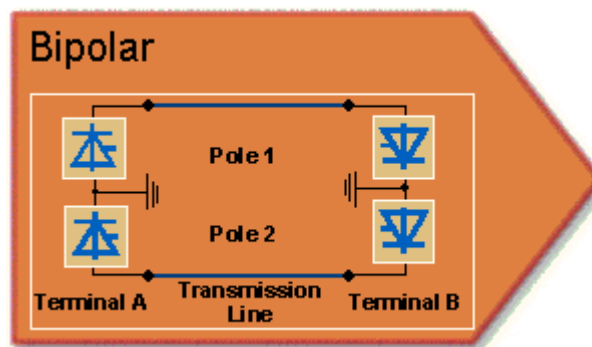 Bipolar
Pole 1
Pole 2
Terminal A
Transmission
Line
Terminal B